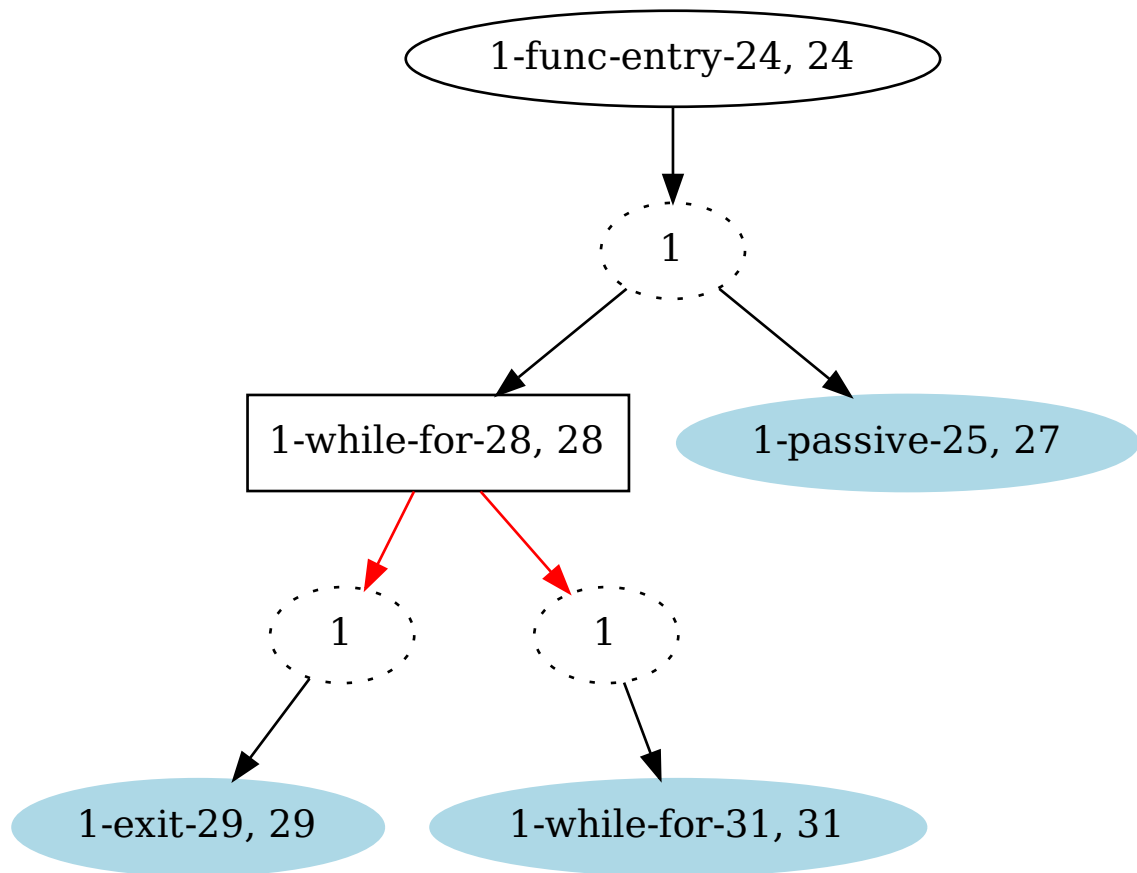 1-func-entry-24, 24
1
1-while-for-28, 28
1-passive-25, 27
1
1
1-exit-29, 29
1-while-for-31, 31